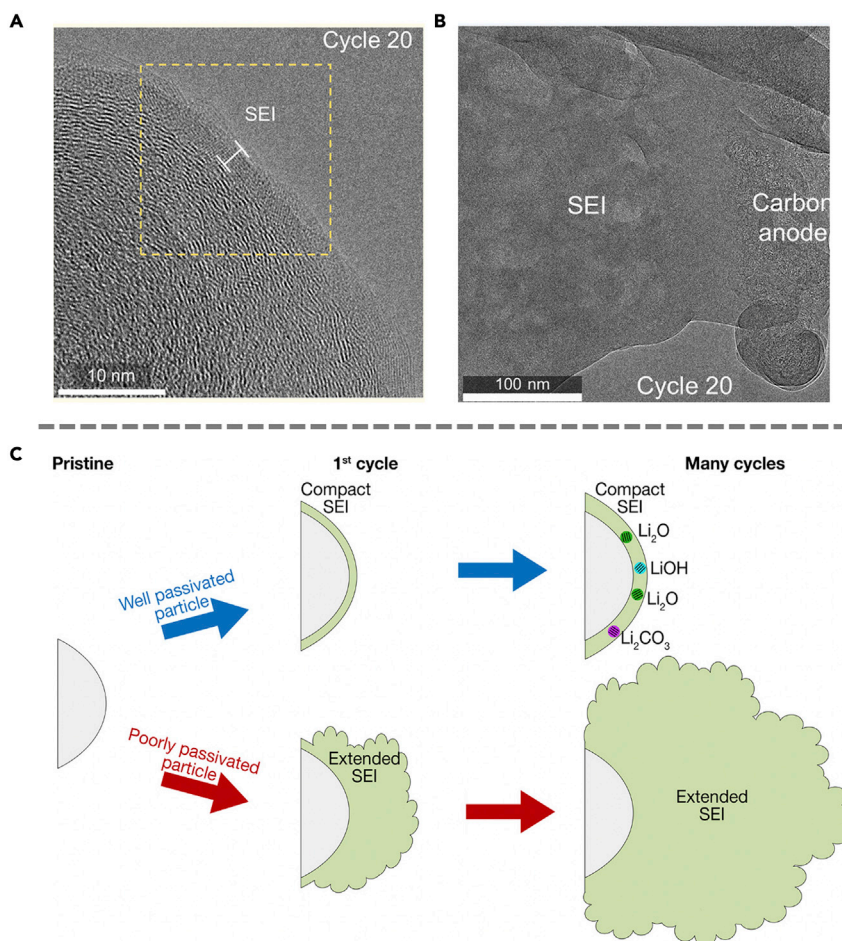 A
Cycle 20
SEI
10 nm
B
SEI
Carbon
anode
100 nm
Cycle 20
C
Pristine
1st cycle
Many cycles
Compact
SEI
Compact
SEI
Li₂O
LiOH
Li₂O
Li₂CO₃
Well passivated
particle
Poorly passivated
particle
Extended
SEI
Extended
SEI